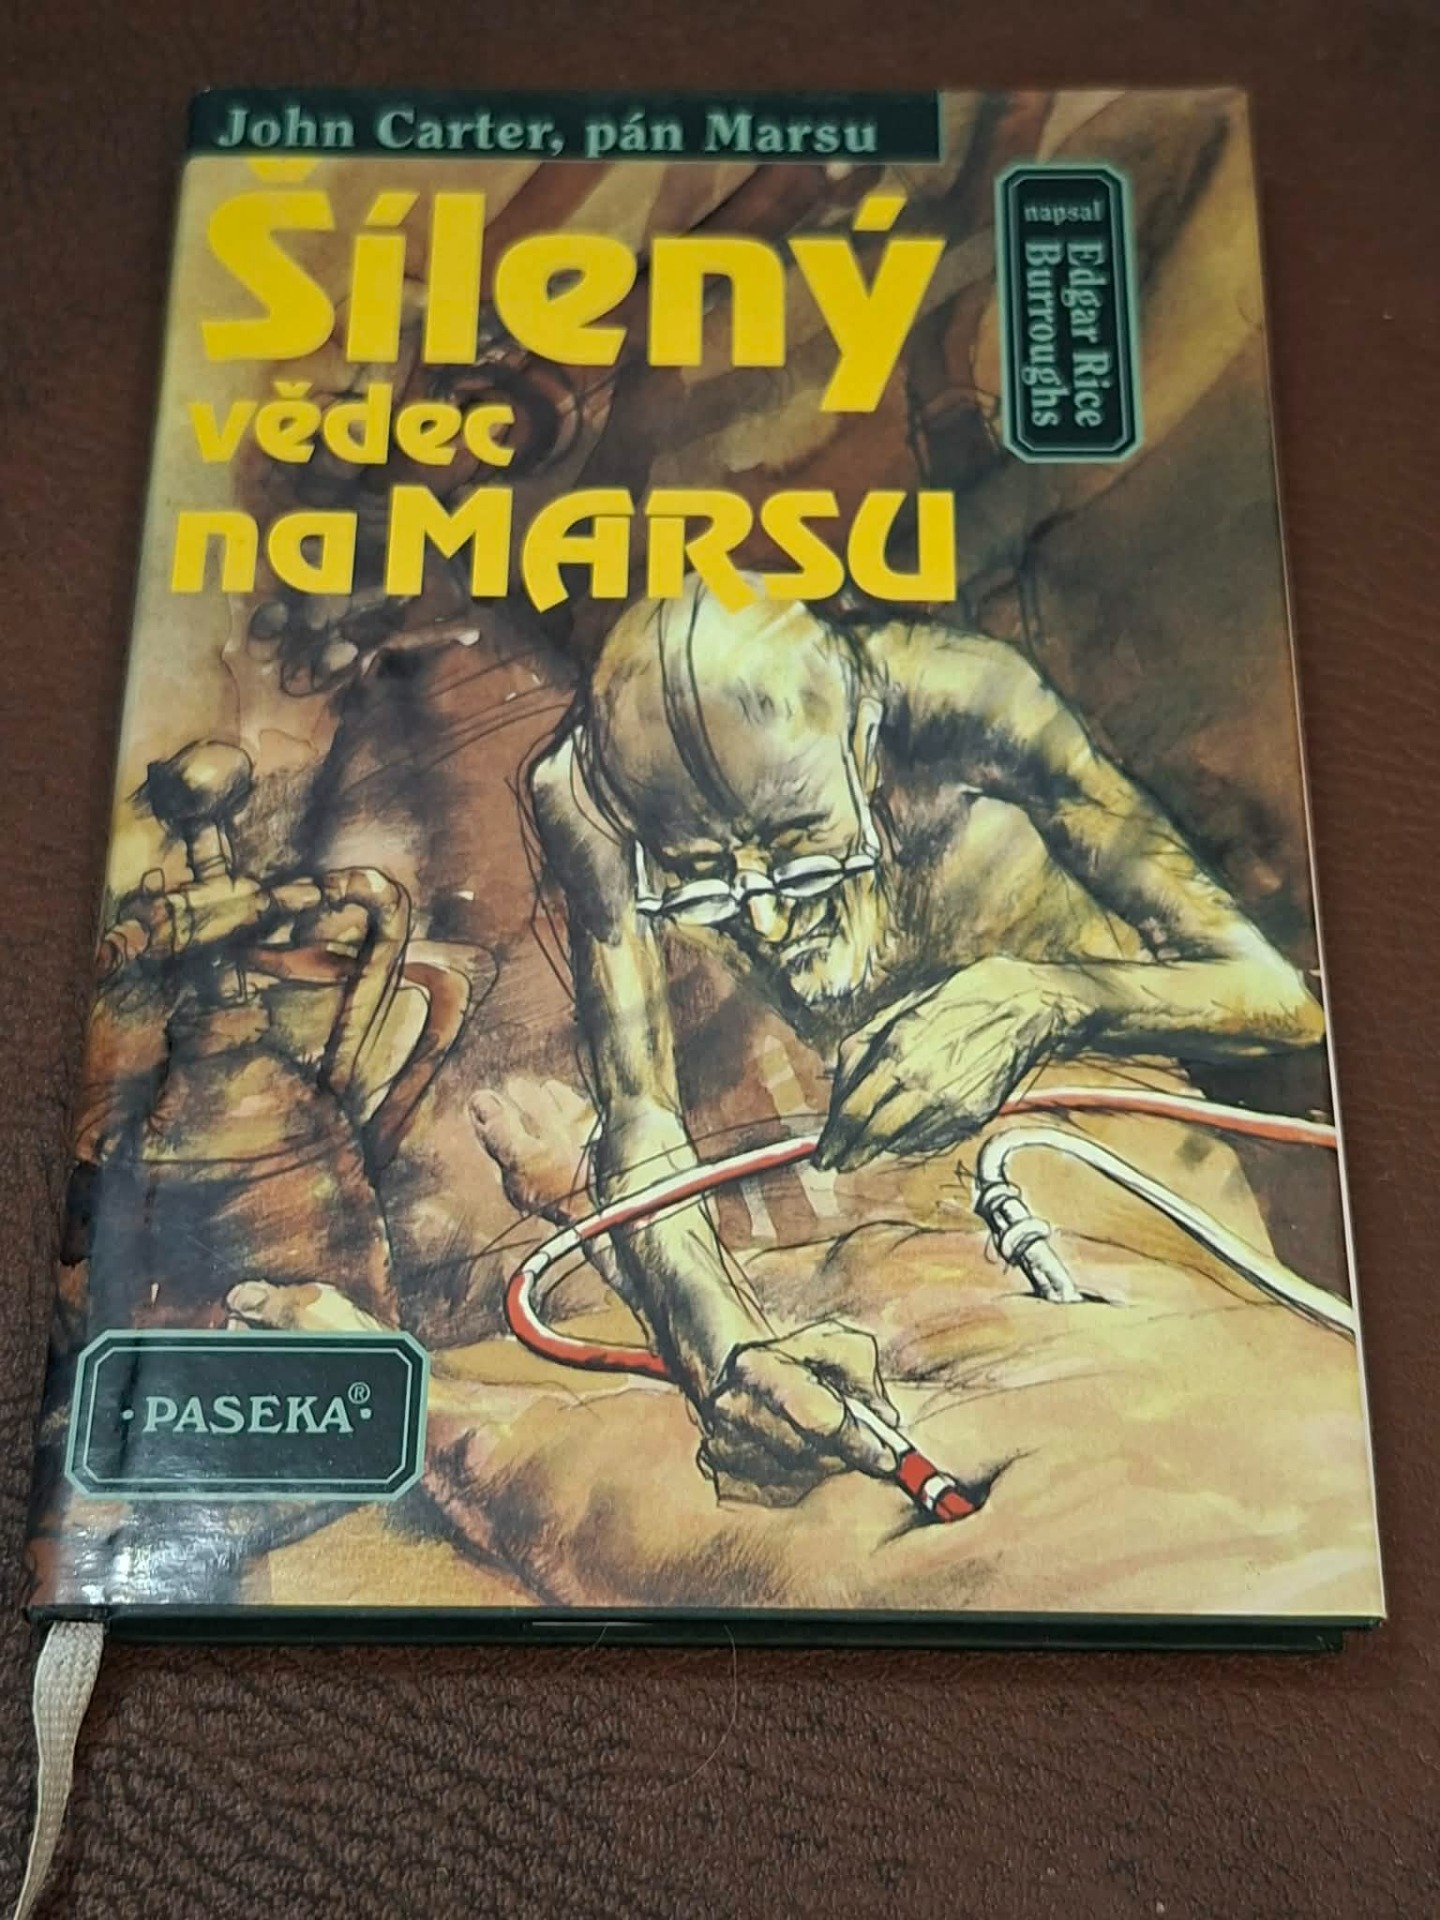 John Carter, pán Marsu
Šílený
vědec
na MARSU
napsal
Edgar Rice
Burroughs
·PASEKA®·